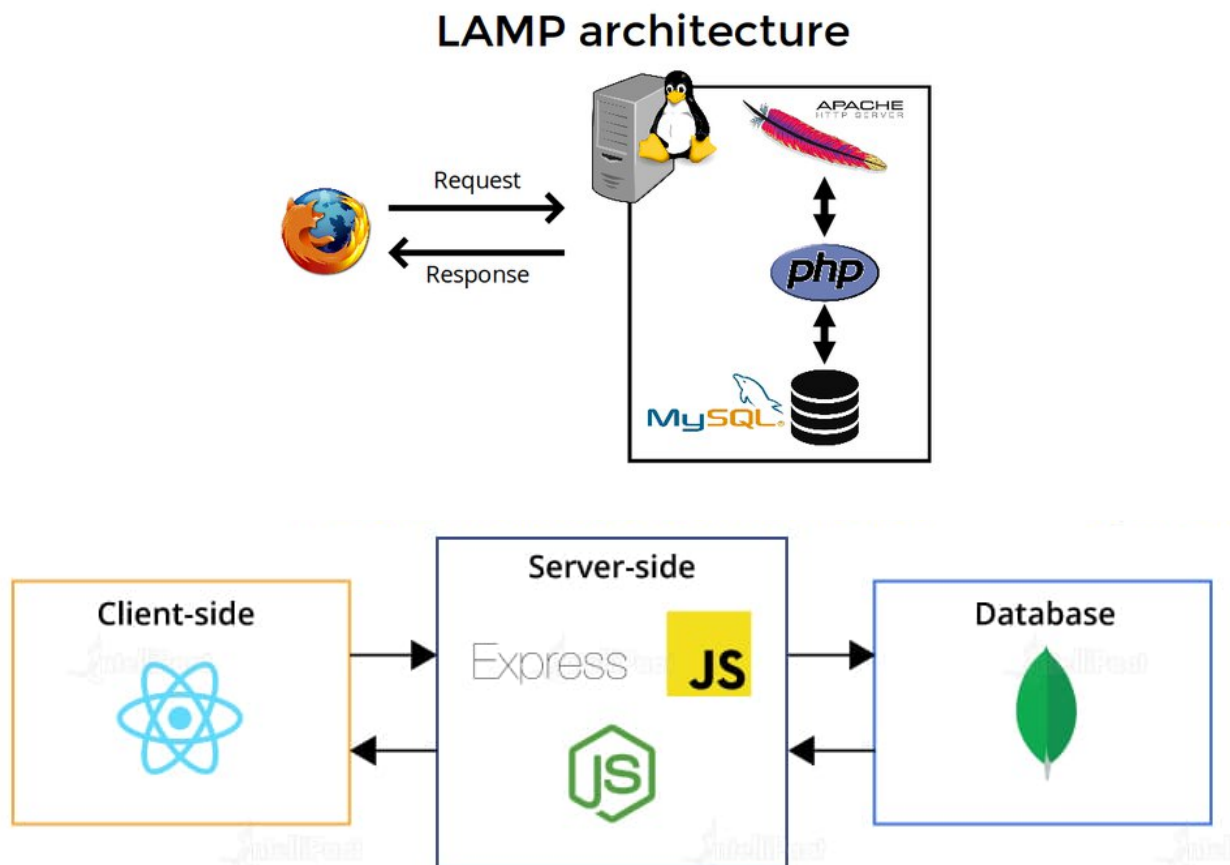 LAMP architecture
APACHE
HTTP SERVER
Request
Response
php
MySQL®
Server-side
Client-side
Database
Express
JS
JS